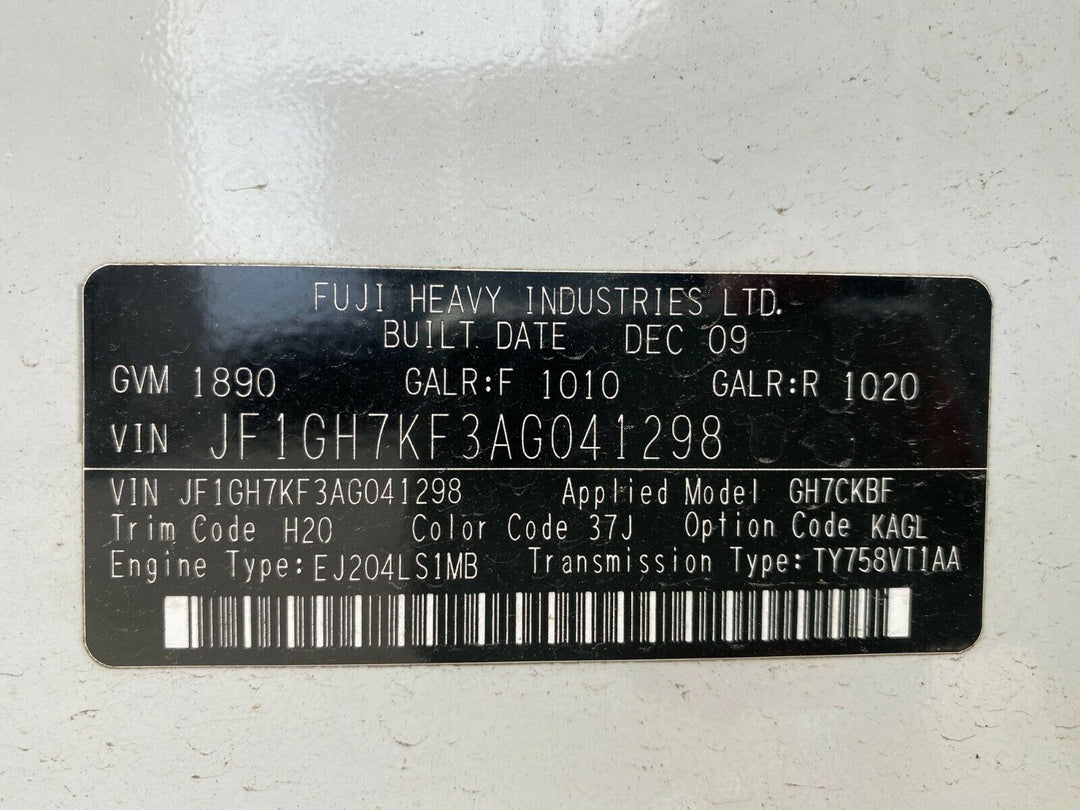 FUJI HEAVY INDUSTRIES LTD.
BUILT DATE DEC 09
GVM 1890 GALR:F 1010 GALR:R 1020
VIN JF1GH7KF3AG041298
VIN JF1GH7KF3AG041298 Applied Model GH7CKBF
Trim Code H20 Color Code 37J Option Code KAGL
Engine Type:EJ204LS1MB Transmission Type:TY758VT1AA